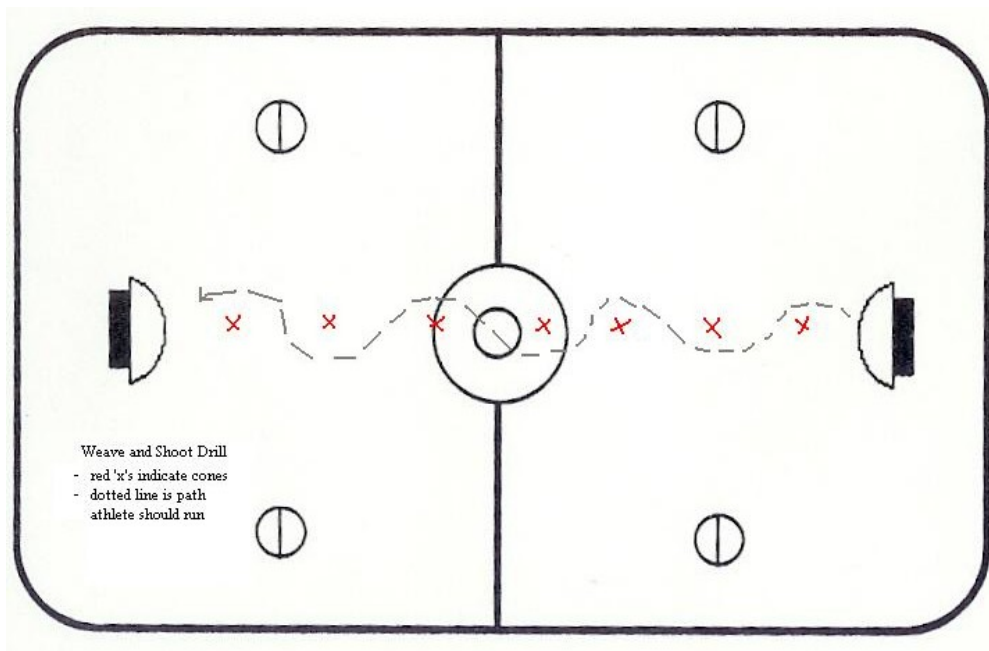 Weave and Shoot Drill
- red 'x's indicate cones
- dotted line is path
athlete should run